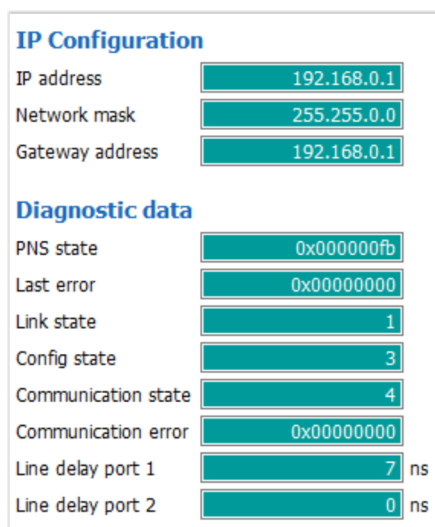 IP Configuration
IP address 192.168.0.1
Network mask 255.255.0.0
Gateway address 192.168.0.1
Diagnostic data
PNS state 0x000000fb
Last error 0x00000000
Link state 1
Config state 3
Communication state 4
Communication error 0x00000000
Line delay port 1 7 ns
Line delay port 2 0 ns